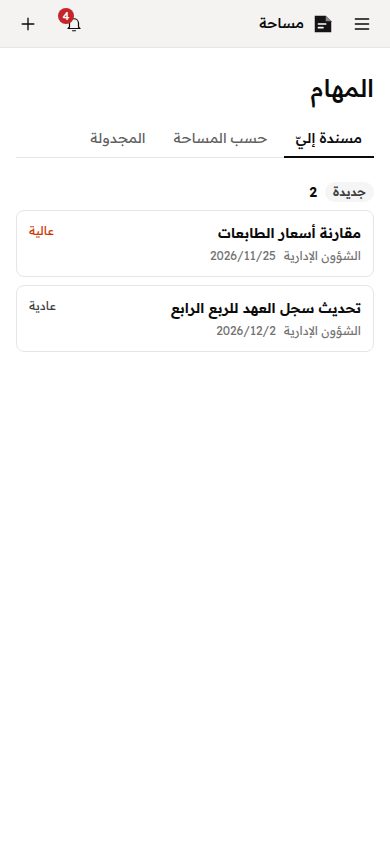 مساحة
4
المهام
مسندة إليّ
حسب المساحة
المجدولة
جديدة 2
مقارنة أسعار الطابعات
عالية
الشؤون الإدارية 2026/11/25
تحديث سجل العهد للربع الرابع
عادية
الشؤون الإدارية 2026/12/2